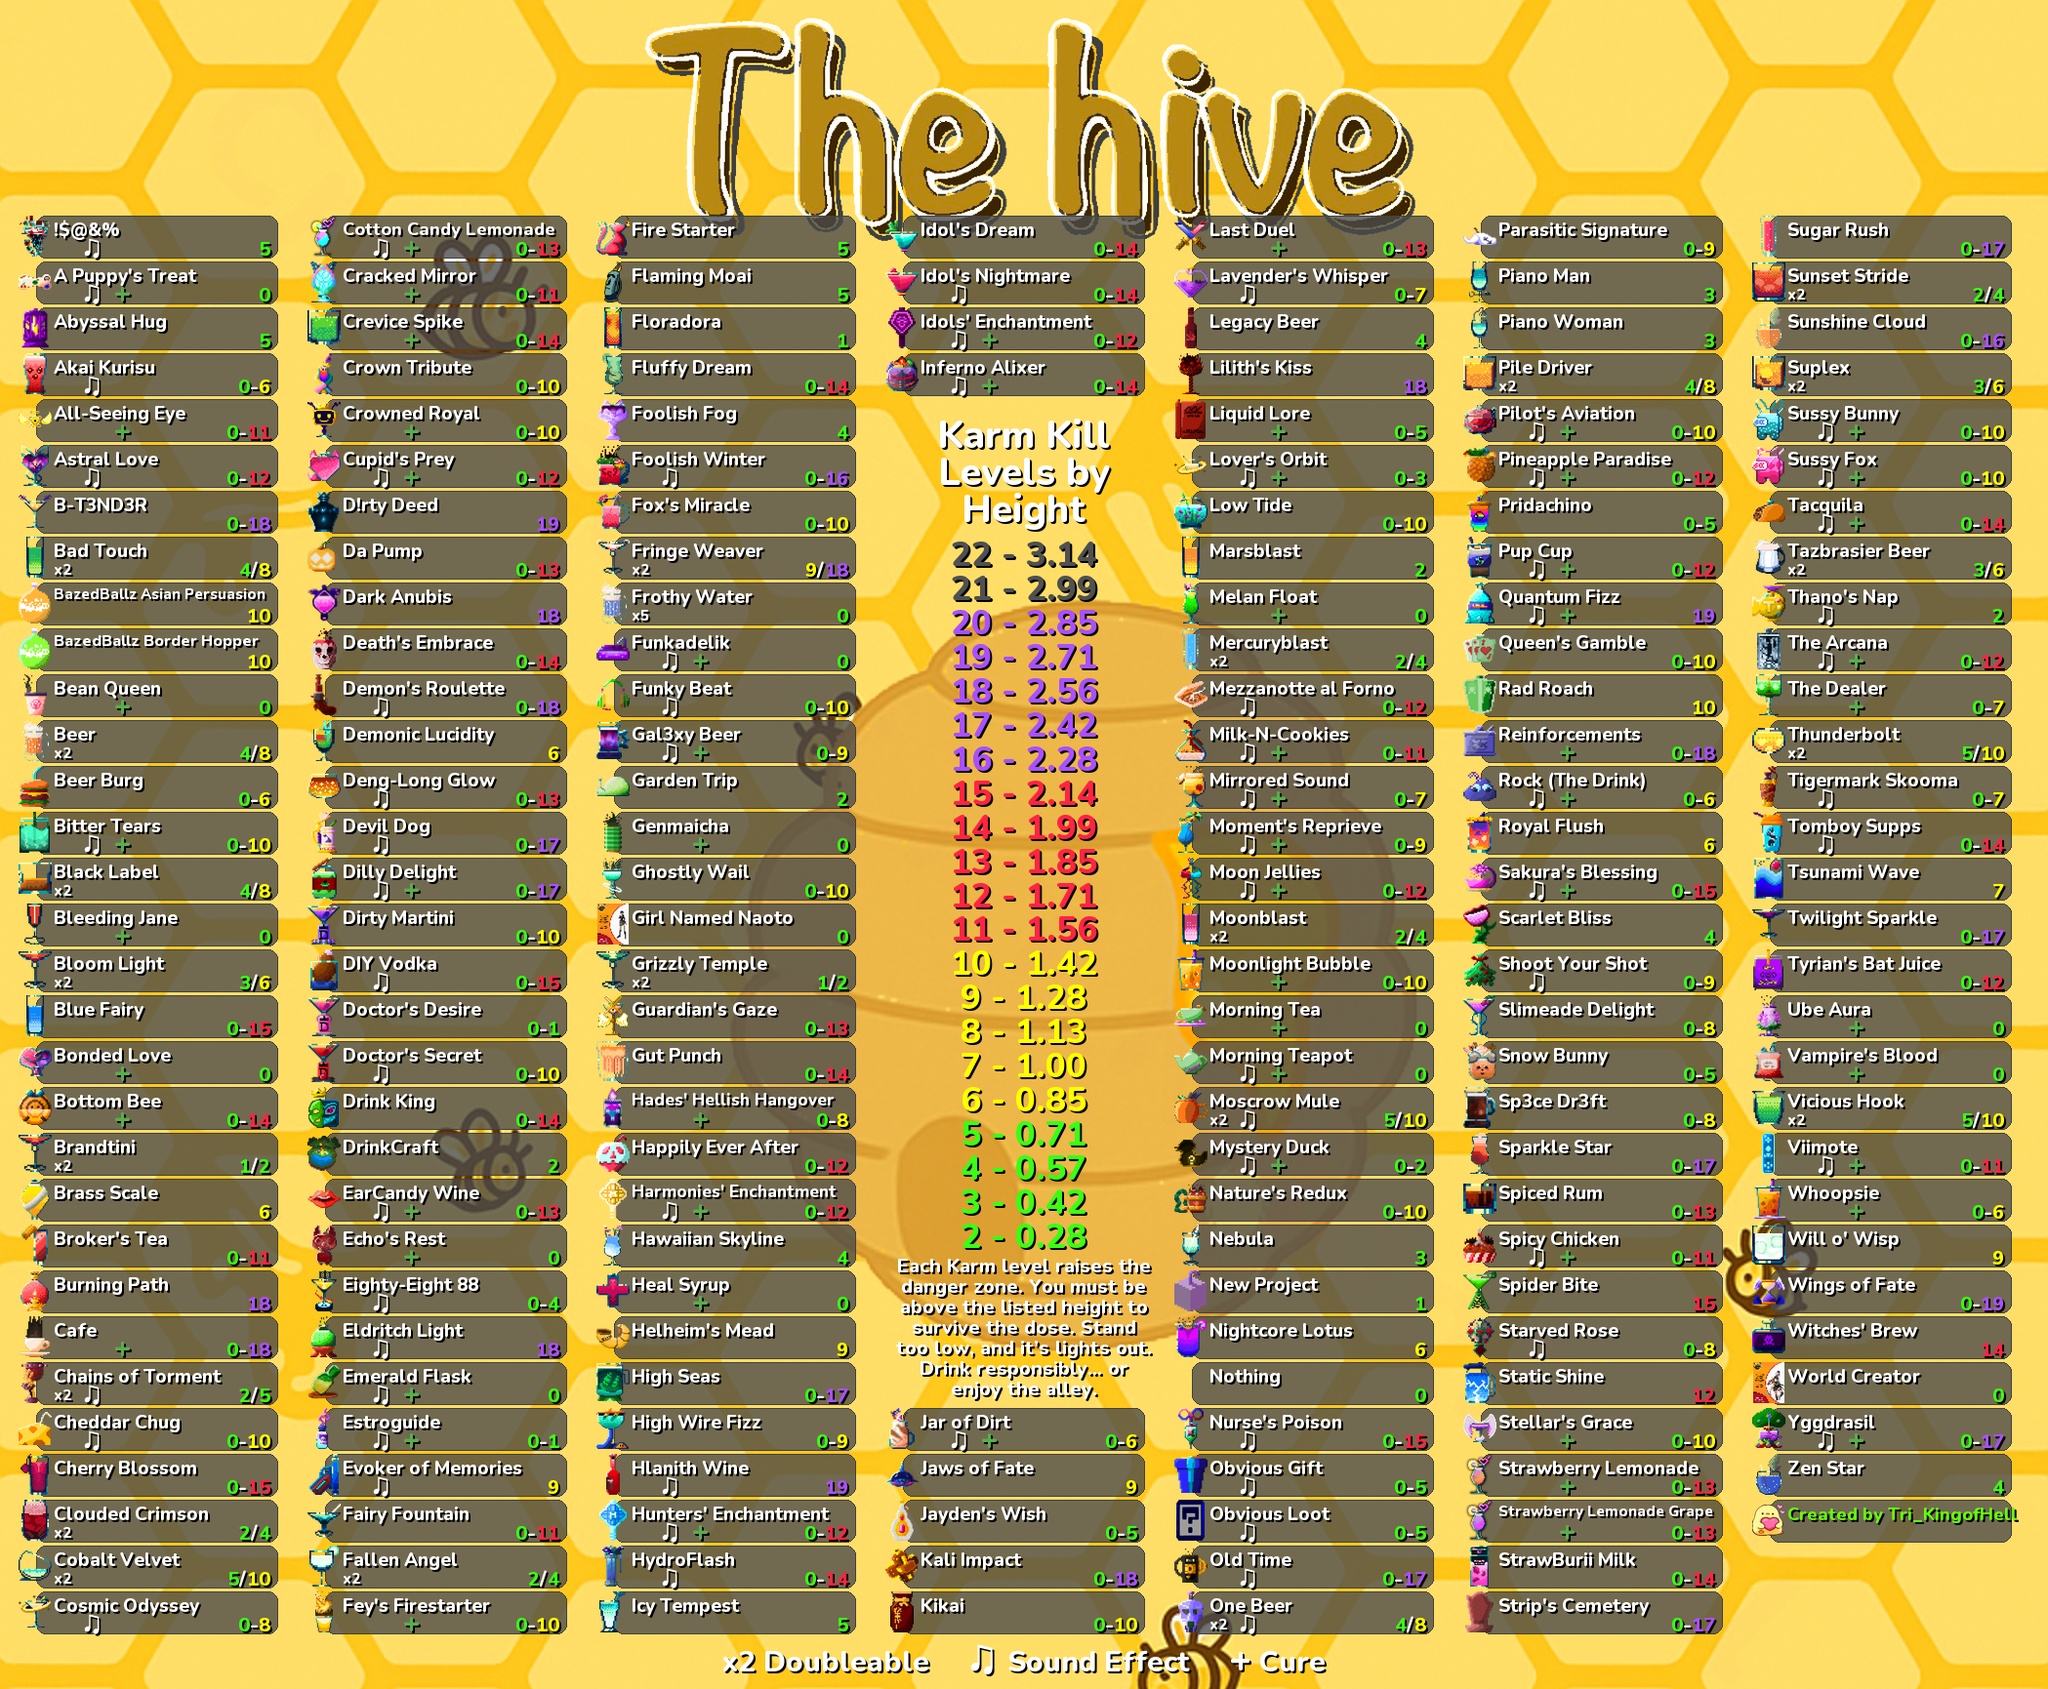 The hive
!$@&%
♫ 5
A Puppy's Treat
♫ + 0
Abyssal Hug
5
Akai Kurisu
♫ 0-6
All-Seeing Eye
+ 0-11
Astral Love
♫ 0-12
B-T3ND3R
0-18
Bad Touch
x2 4/8
BazedBallz Asian Persuasion
10
BazedBallz Border Hopper
10
Bean Queen
+ 0
Beer
x2 4/8
Beer Burg
0-6
Bitter Tears
♫ + 0-10
Black Label
x2 4/8
Bleeding Jane
+ 0
Bloom Light
x2 3/6
Blue Fairy
0-15
Bonded Love
+ 0
Bottom Bee
+ 0-14
Brandtini
x2 1/2
Brass Scale
6
Broker's Tea
0-11
Burning Path
18
Cafe
+ 0-18
Chains of Torment
x2 ♫ 2/5
Cheddar Chug
♫ 0-10
Cherry Blossom
0-15
Clouded Crimson
x2 2/4
Cobalt Velvet
x2 5/10
Cosmic Odyssey
♫ 0-8
Cotton Candy Lemonade
♫ + 0-13
Cracked Mirror
+ 0-11
Crevice Spike
+ 0-14
Crown Tribute
0-10
Crowned Royal
+ 0-10
Cupid's Prey
♫ + 0-12
D!rty Deed
19
Da Pump
0-13
Dark Anubis
18
Death's Embrace
0-14
Demon's Roulette
♫ 0-18
Demonic Lucidity
6
Deng-Long Glow
♫ 0-13
Devil Dog
♫ 0-17
Dilly Delight
♫ + 0-17
Dirty Martini
0-10
DIY Vodka
♫ 0-15
Doctor's Desire
0-1
Doctor's Secret
♫ 0-10
Drink King
0-14
DrinkCraft
2
EarCandy Wine
♫ + 0-13
Echo's Rest
+ 0
Eighty-Eight 88
♫ 0-4
Eldritch Light
♫ 18
Emerald Flask
♫ + 0
Estroguide
♫ + 0-1
Evoker of Memories
♫ 9
Fairy Fountain
0-11
Fallen Angel
x2 2/4
Fey's Firestarter
+ 0-10
Fire Starter
5
Flaming Moai
5
Floradora
1
Fluffy Dream
0-14
Foolish Fog
4
Foolish Winter
♫ 0-16
Fox's Miracle
0-10
Fringe Weaver
x2 9/18
Frothy Water
x5 0
Funkadelik
♫ + 0
Funky Beat
♫ 0-10
Gal3xy Beer
♫ + 0-9
Garden Trip
2
Genmaicha
+ 0
Ghostly Wail
0-10
Girl Named Naoto
0
Grizzly Temple
x2 1/2
Guardian's Gaze
0-13
Gut Punch
0-14
Hades' Hellish Hangover
+ 0-8
Happily Ever After
0-12
Harmonies' Enchantment
♫ + 0-12
Hawaiian Skyline
4
Heal Syrup
+ 0
Helheim's Mead
9
High Seas
0-17
High Wire Fizz
0-9
Hlanith Wine
19
Hunters' Enchantment
♫ + 0-12
HydroFlash
♫ 0-14
Icy Tempest
5
Idol's Dream
0-14
Idol's Nightmare
♫ 0-14
Idols' Enchantment
♫ + 0-12
Inferno Alixer
♫ + 0-14
Karm Kill
Levels by
Height
22 - 3.14
21 - 2.99
20 - 2.85
19 - 2.71
18 - 2.56
17 - 2.42
16 - 2.28
15 - 2.14
14 - 1.99
13 - 1.85
12 - 1.71
11 - 1.56
10 - 1.42
9 - 1.28
8 - 1.13
7 - 1.00
6 - 0.85
5 - 0.71
4 - 0.57
3 - 0.42
2 - 0.28
Each Karm level raises the
danger zone. You must be
above the listed height to
survive the dose. Stand
too low, and it's lights out.
Drink responsibly... or
enjoy the alley.
Jar of Dirt
♫ + 0-6
Jaws of Fate
9
Jayden's Wish
0-5
Kali Impact
0-18
Kikai
0-10
Last Duel
+ 0-13
Lavender's Whisper
♫ 0-7
Legacy Beer
4
Lilith's Kiss
18
Liquid Lore
+ 0-5
Lover's Orbit
♫ + 0-3
Low Tide
0-10
Marsblast
2
Melan Float
+ 0
Mercuryblast
x2 2/4
Mezzanotte al Forno
♫ 0-12
Milk-N-Cookies
♫ + 0-11
Mirrored Sound
♫ + 0-7
Moment's Reprieve
♫ + 0-9
Moon Jellies
♫ + 0-12
Moonblast
x2 2/4
Moonlight Bubble
+ 0-10
Morning Tea
+ 0
Morning Teapot
♫ + 0
Moscrow Mule
x2 ♫ 5/10
Mystery Duck
♫ + 0-2
Nature's Redux
0-10
Nebula
3
New Project
1
Nightcore Lotus
6
Nothing
0
Nurse's Poison
♫ 0-15
Obvious Gift
♫ 0-5
Obvious Loot
♫ 0-5
Old Time
♫ 0-17
One Beer
x2 ♫ 4/8
Parasitic Signature
0-9
Piano Man
3
Piano Woman
3
Pile Driver
x2 4/8
Pilot's Aviation
♫ + 0-10
Pineapple Paradise
♫ + 0-12
Pridachino
0-5
Pup Cup
♫ + 0-12
Quantum Fizz
♫ + 19
Queen's Gamble
0-10
Rad Roach
10
Reinforcements
+ 0-18
Rock (The Drink)
♫ + 0-6
Royal Flush
6
Sakura's Blessing
♫ + 0-15
Scarlet Bliss
4
Shoot Your Shot
♫ 0-9
Slimeade Delight
0-8
Snow Bunny
0-5
Sp3ce Dr3ft
0-8
Sparkle Star
0-17
Spiced Rum
0-13
Spicy Chicken
♫ + 0-11
Spider Bite
15
Starved Rose
♫ 0-8
Static Shine
12
Stellar's Grace
+ 0-10
Strawberry Lemonade
+ 0-13
Strawberry Lemonade Grape
+ 0-13
StrawBurii Milk
0-14
Strip's Cemetery
0-17
Sugar Rush
0-17
Sunset Stride
x2 2/4
Sunshine Cloud
0-16
Suplex
x2 3/6
Sussy Bunny
♫ + 0-10
Sussy Fox
♫ + 0-10
Tacquila
♫ + 0-14
Tazbrasier Beer
x2 3/6
Thano's Nap
♫ 2
The Arcana
♫ + 0-12
The Dealer
+ 0-7
Thunderbolt
x2 5/10
Tigermark Skooma
♫ 0-7
Tomboy Supps
♫ 0-14
Tsunami Wave
7
Twilight Sparkle
0-17
Tyrian's Bat Juice
0-12
Ube Aura
+ 0
Vampire's Blood
+ 0
Vicious Hook
x2 5/10
Viimote
♫ + 0-11
Whoopsie
+ 0-6
Will o' Wisp
9
Wings of Fate
0-19
Witches' Brew
14
World Creator
0
Yggdrasil
♫ + 0-17
Zen Star
4
Created by Tri_KingofHell
x2 Doubleable ♫ Sound Effect + Cure